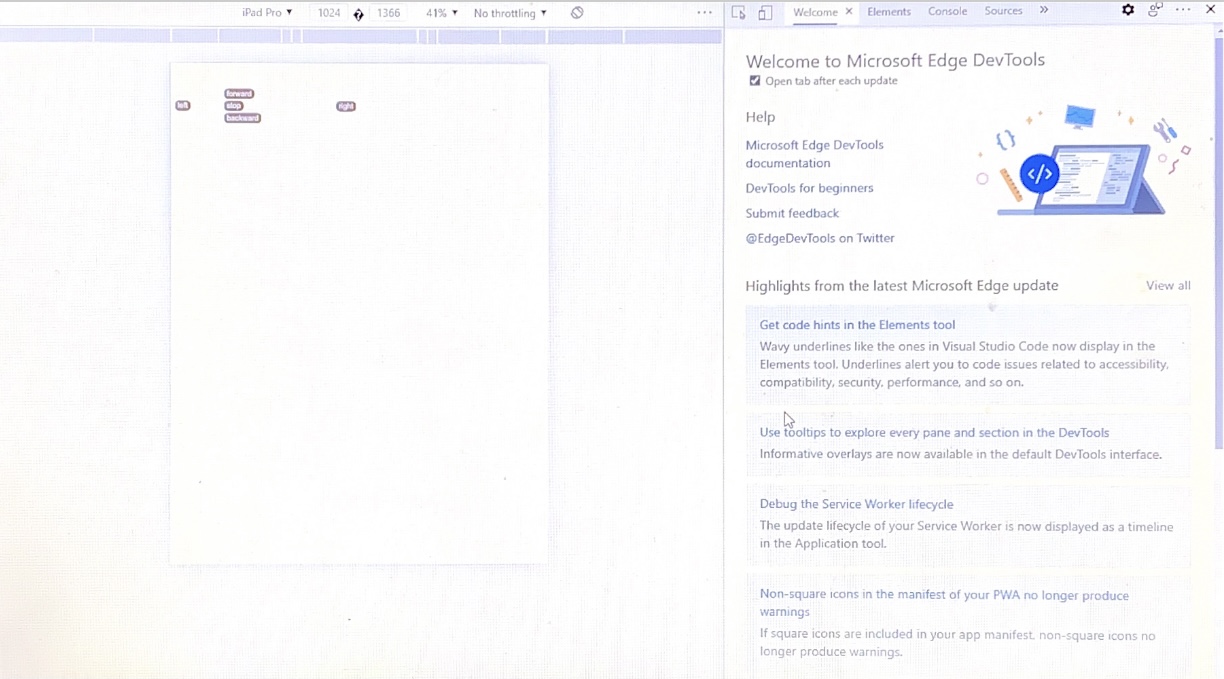 iPad Pro ▼ 1024 � 1366 41% ▼ No throttling ▼ ...
Welcome × Elements Console Sources » ... ×
left forward right
stop
backward
Welcome to Microsoft Edge DevTools
Open tab after each update
Help
Microsoft Edge DevTools
documentation
DevTools for beginners
Submit feedback
@EdgeDevTools on Twitter
{} </>
Highlights from the latest Microsoft Edge update View all
Get code hints in the Elements tool
Wavy underlines like the ones in Visual Studio Code now display in the
Elements tool. Underlines alert you to code issues related to accessibility,
compatibility, security, performance, and so on.
Use tooltips to explore every pane and section in the DevTools
Informative overlays are now available in the default DevTools interface.
Debug the Service Worker lifecycle
The update lifecycle of your Service Worker is now displayed as a timeline
in the Application tool.
Non-square icons in the manifest of your PWA no longer produce
warnings
If square icons are included in your app manifest, non-square icons no
longer produce warnings.